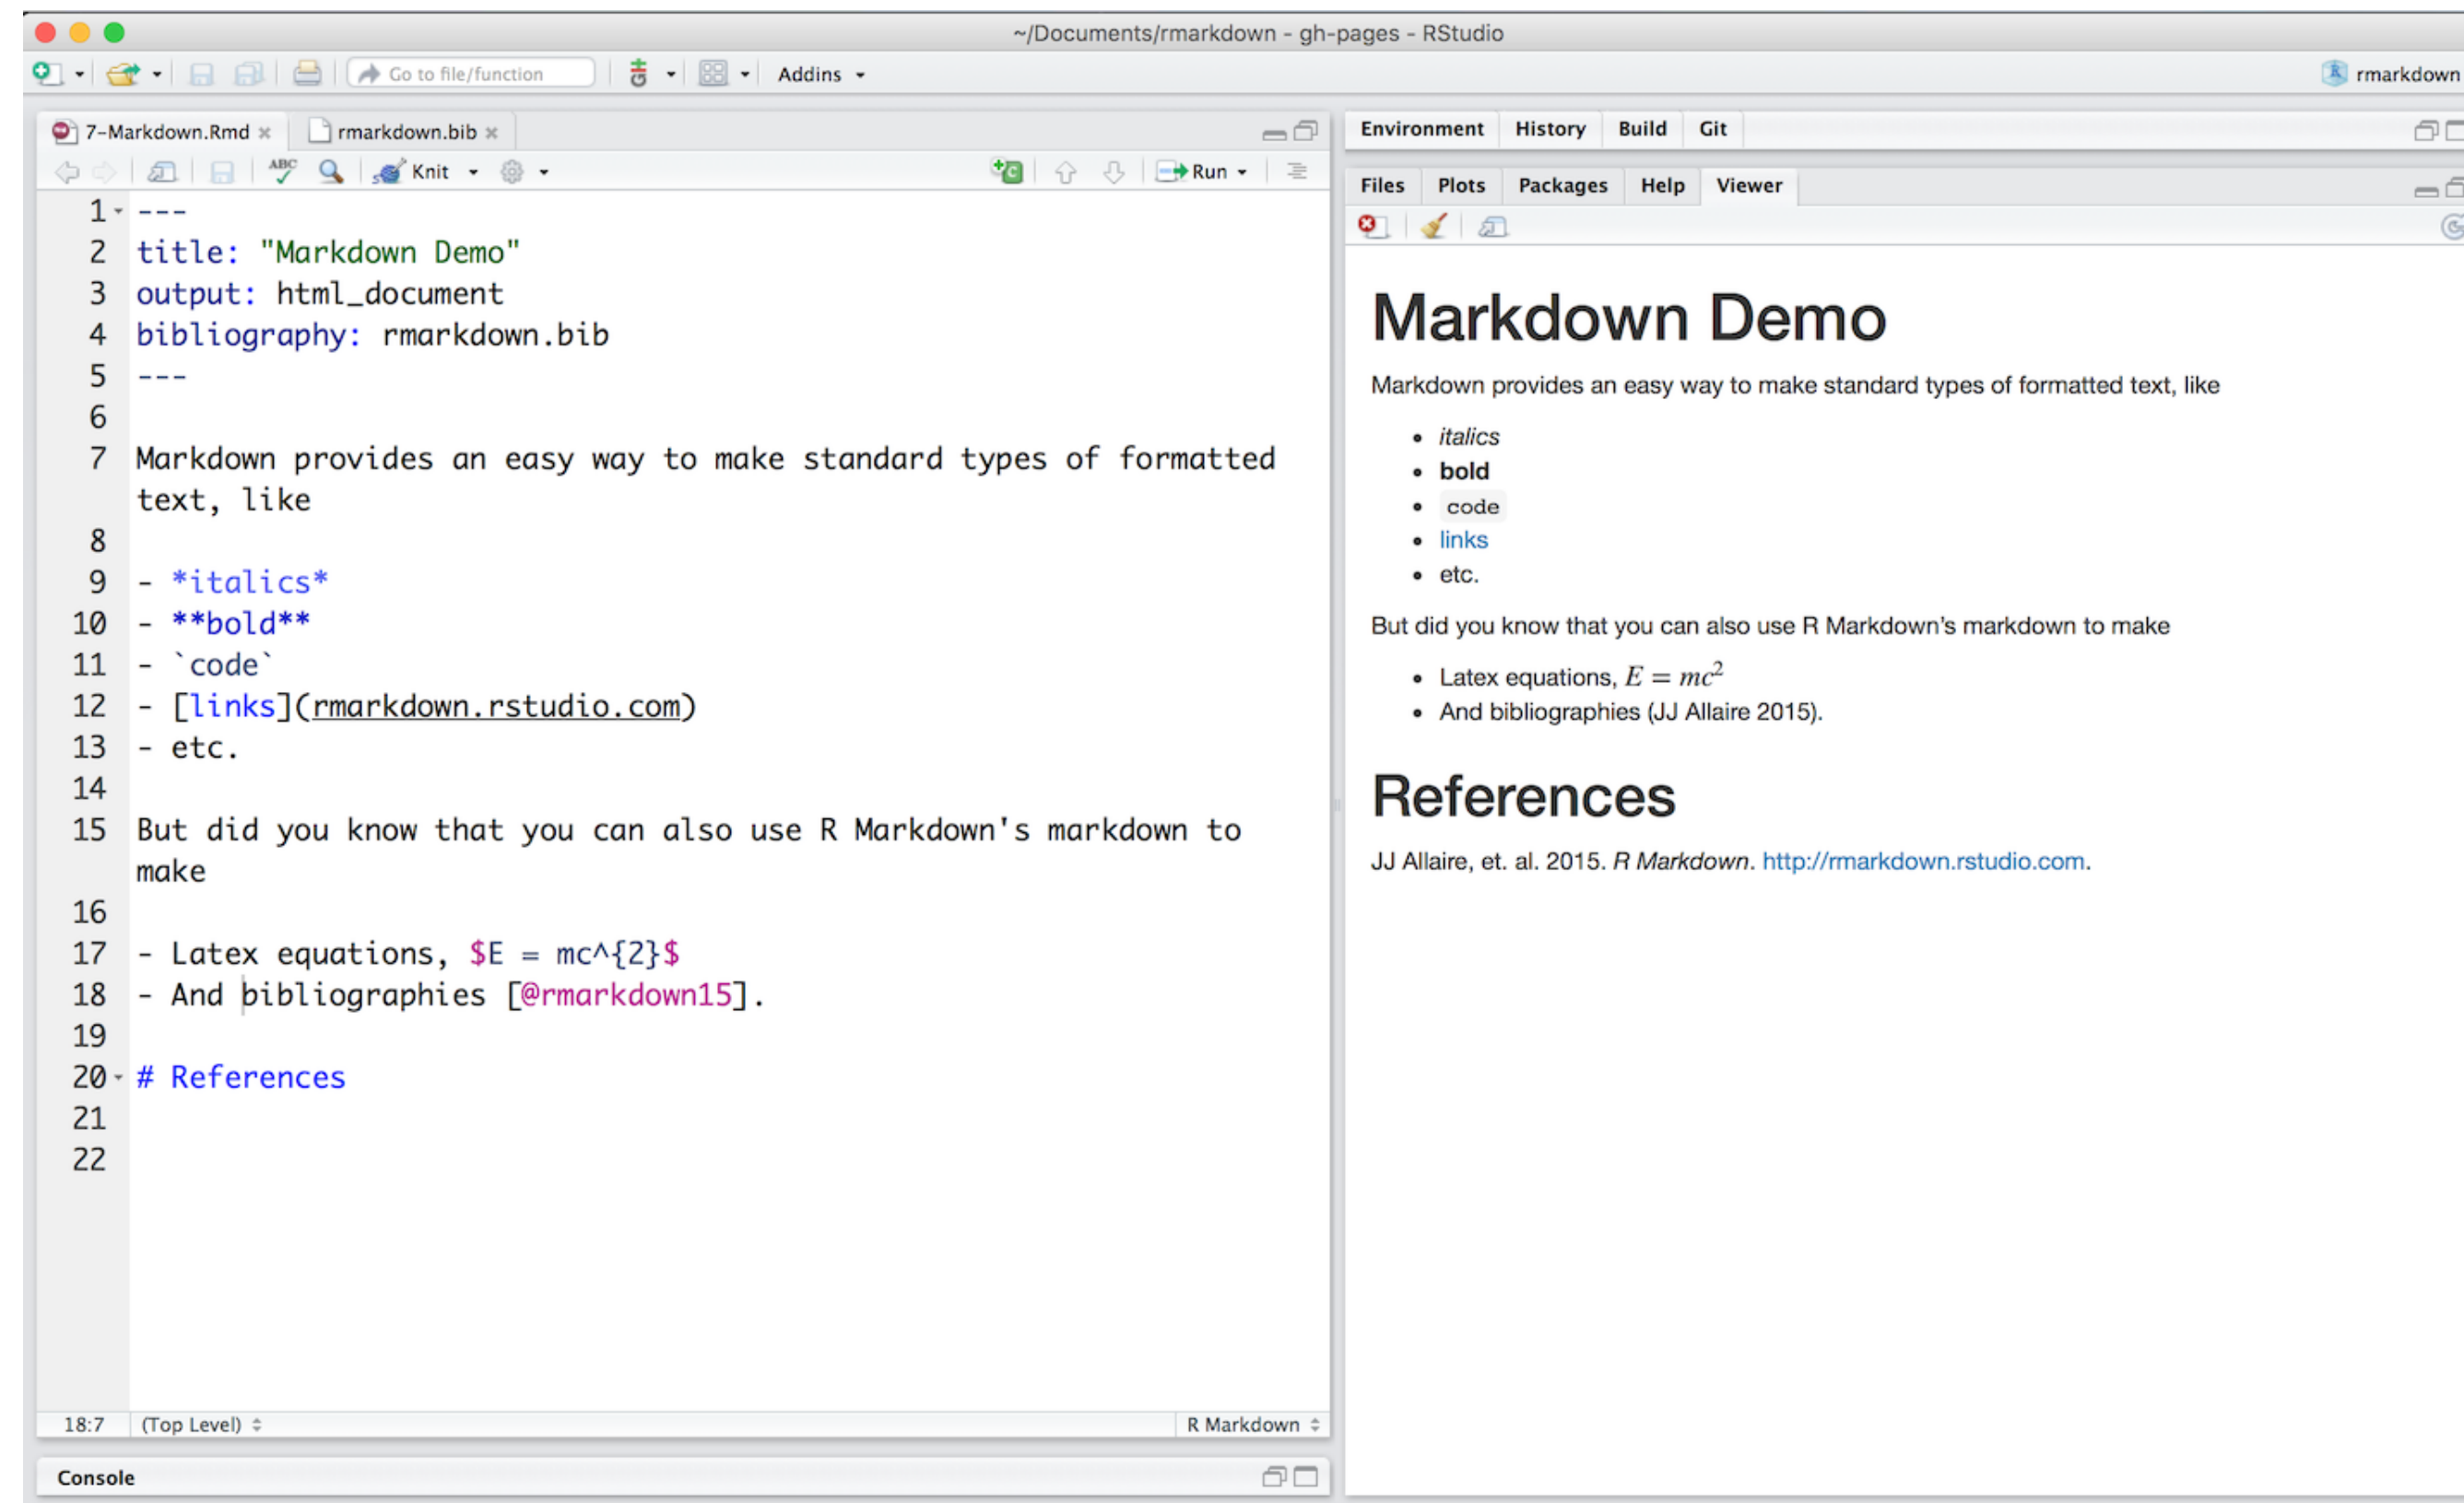 ~/Documents/rmarkdown - gh-pages - RStudio
Go to file/function
Addins
rmarkdown
7-Markdown.Rmd
rmarkdown.bib
ABC
Knit
Run
1 ---
2 title: "Markdown Demo"
3 output: html_document
4 bibliography: rmarkdown.bib
5 ---
6
7 Markdown provides an easy way to make standard types of formatted
text, like
8
9 - *italics*
10 - **bold**
11 - `code`
12 - [links](rmarkdown.rstudio.com)
13 - etc.
14
15 But did you know that you can also use R Markdown's markdown to
make
16
17 - Latex equations, $E = mc^{2}$
18 - And bibliographies [@rmarkdown15].
19
20 # References
21
22
18:7 (Top Level) R Markdown
Console
Environment History Build Git
Files Plots Packages Help Viewer
Markdown Demo
Markdown provides an easy way to make standard types of formatted text, like
• italics
• bold
• code
• links
• etc.
But did you know that you can also use R Markdown’s markdown to make
• Latex equations, E = mc²
• And bibliographies (JJ Allaire 2015).
References
JJ Allaire, et. al. 2015. R Markdown. http://rmarkdown.rstudio.com.